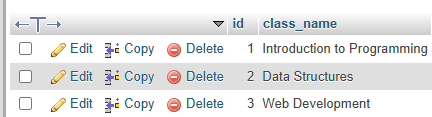 id class_name
Edit Copy Delete 1 Introduction to Programming
Edit Copy Delete 2 Data Structures
Edit Copy Delete 3 Web Development